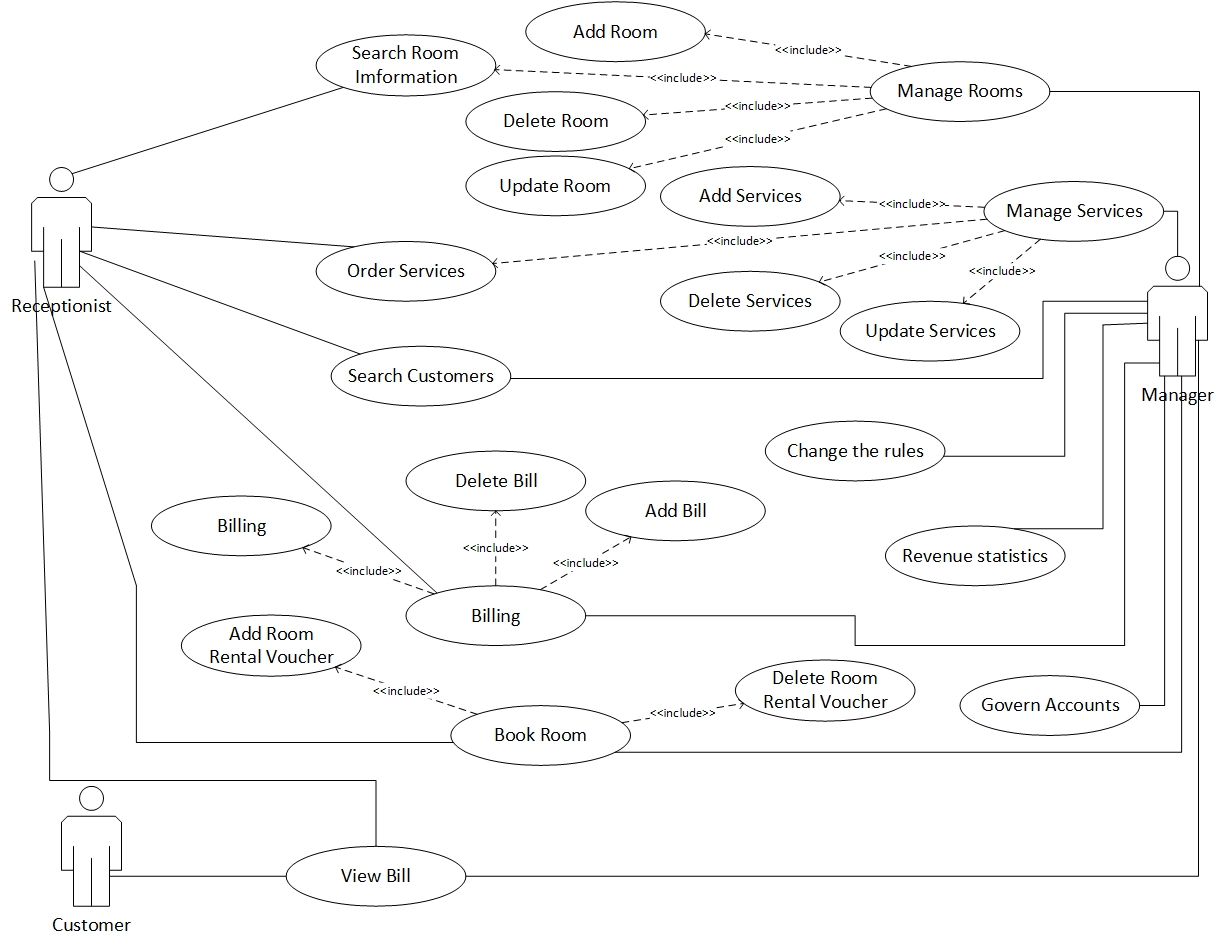 Add Room
<<include>>
Search Room
Imformation
<<include>>
Manage Rooms
<<include>>
Delete Room
<<include>>
Update Room
Add Services
<<include>>
Manage Services
<<include>>
Order Services
<<include>>
<<include>>
Delete Services
Update Services
Receptionist
Search Customers
Manager
Change the rules
Delete Bill
Add Bill
Billing
<<include>>
<<include>>
<<include>>
Revenue statistics
Billing
Add Room
Rental Voucher
<<include>>
Delete Room
Rental Voucher
<<include>>
Govern Accounts
Book Room
View Bill
Customer